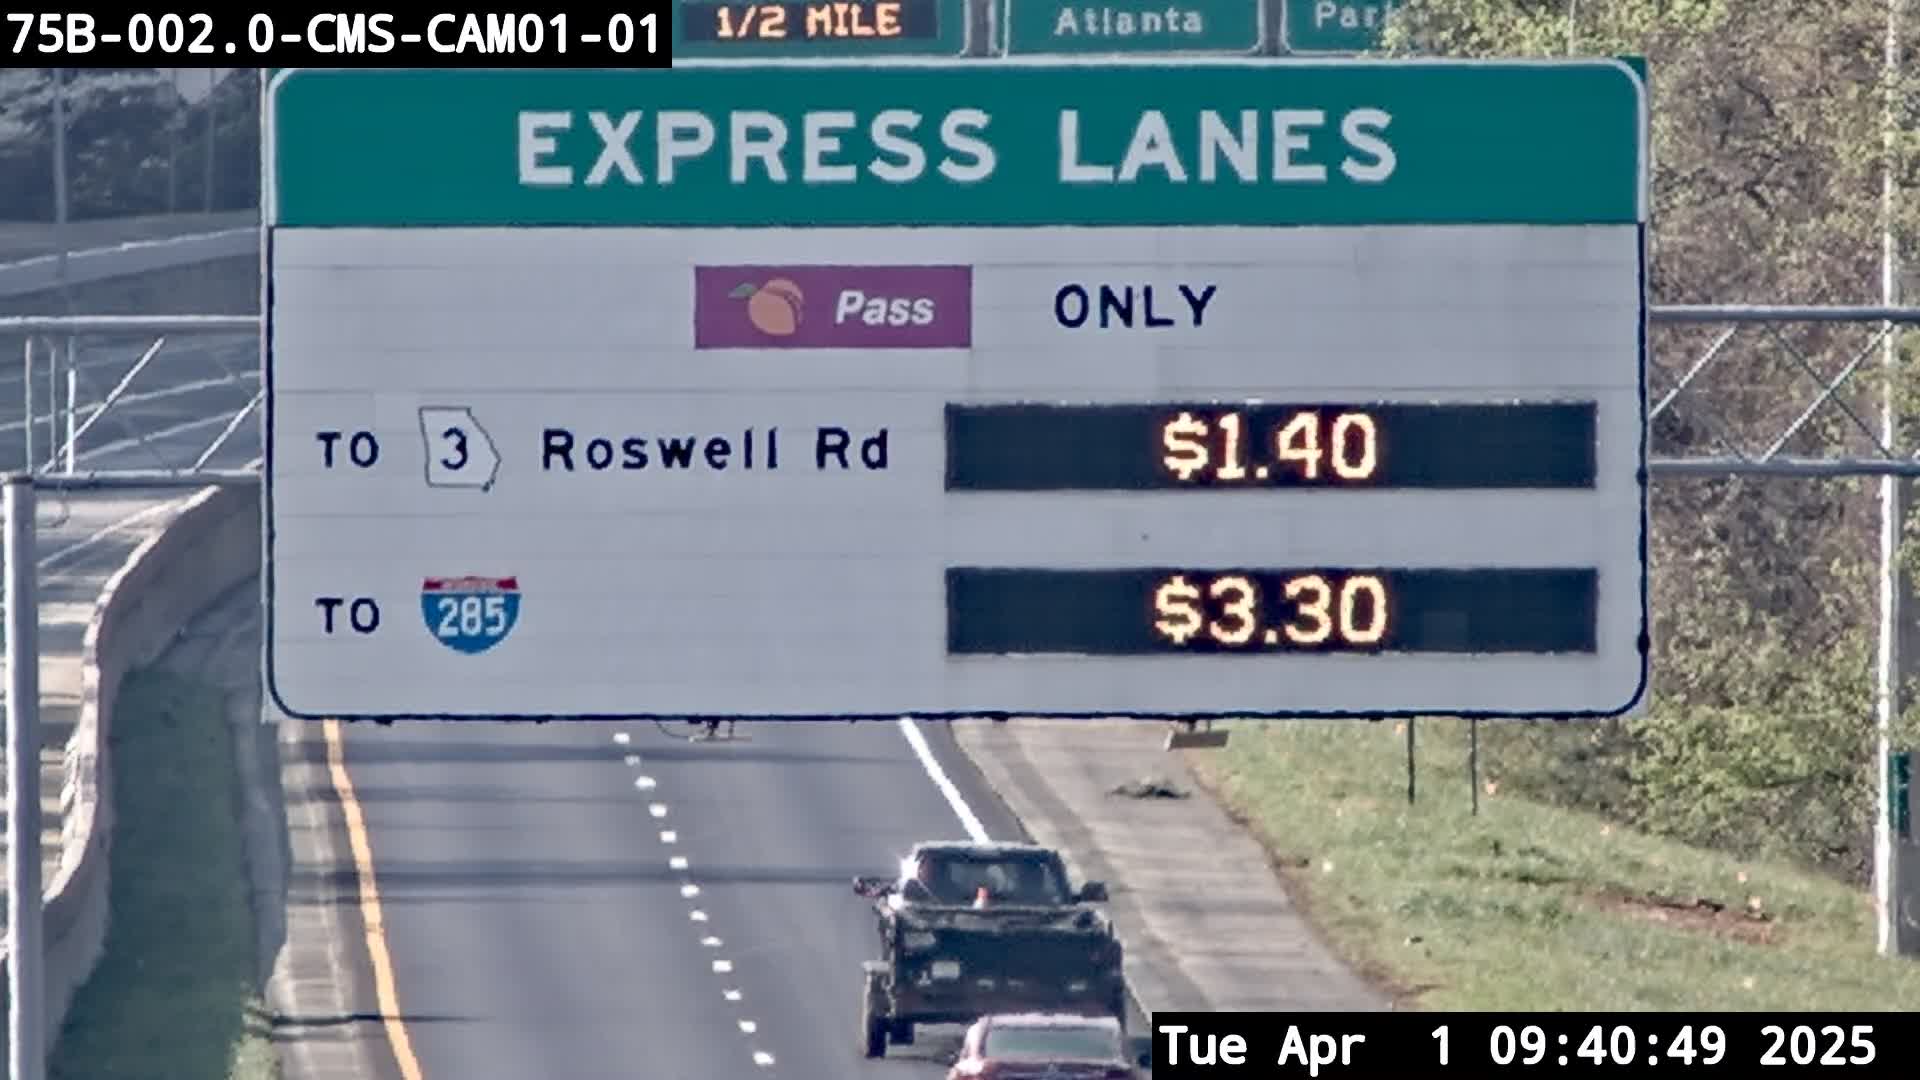 75B-002.0-CMS-CAM01-01
1/2 MILE
Atlanta
EXPRESS LANES
Pass ONLY
TO 3 Roswell Rd $1.40
TO 285 $3.30
Tue Apr 1 09:40:49 2025